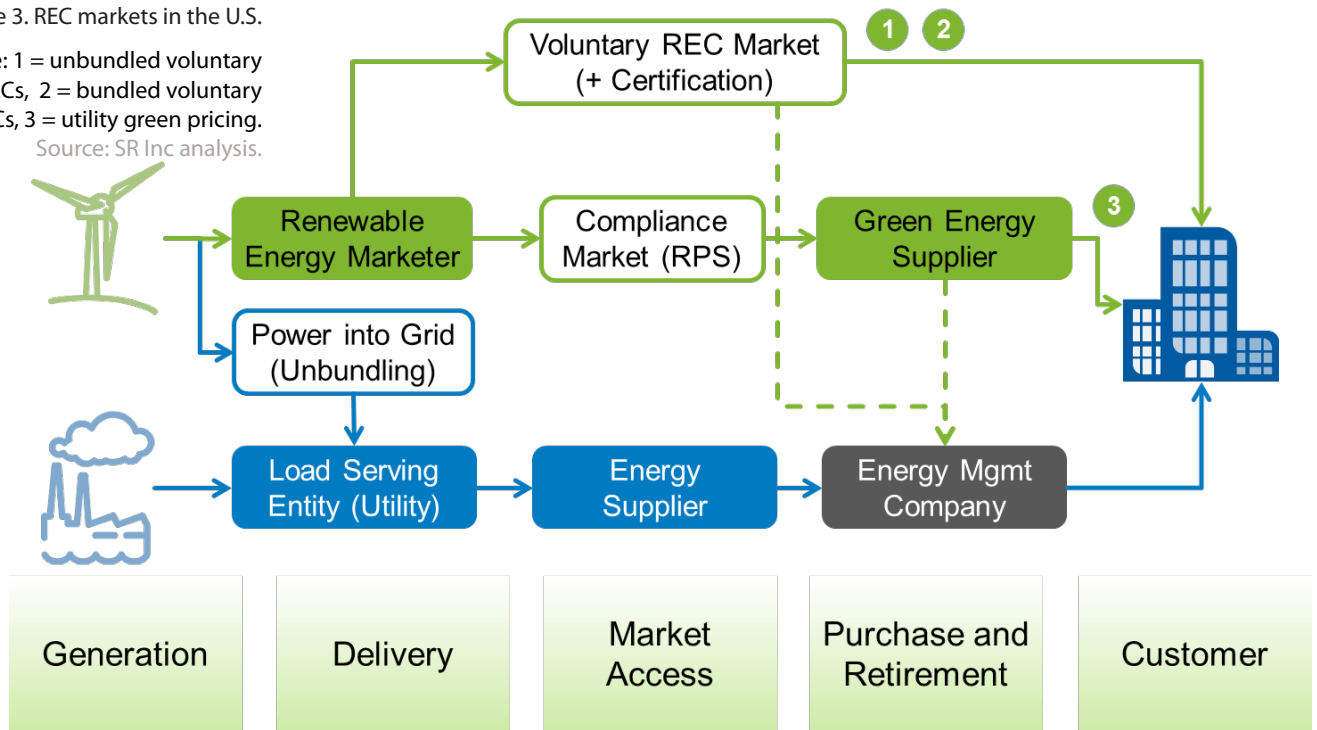 3. REC markets in the U.S.
: 1 = unbundled voluntary
Cs, 2 = bundled voluntary
Cs, 3 = utility green pricing.
Source: SR Inc analysis.
Voluntary REC Market
(+ Certification)
1
2
Renewable
Energy Marketer
Compliance
Market (RPS)
Green Energy
Supplier
3
Power into Grid
(Unbundling)
Load Serving
Entity (Utility)
Energy
Supplier
Energy Mgmt
Company
Generation
Delivery
Market
Access
Purchase and
Retirement
Customer